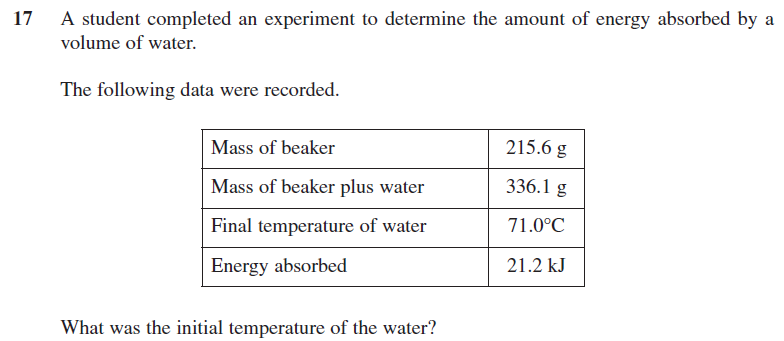 17 A student completed an experiment to determine the amount of energy absorbed by a
volume of water.
The following data were recorded.
Mass of beaker 215.6 g
Mass of beaker plus water 336.1 g
Final temperature of water 71.0°C
Energy absorbed 21.2 kJ
What was the initial temperature of the water?